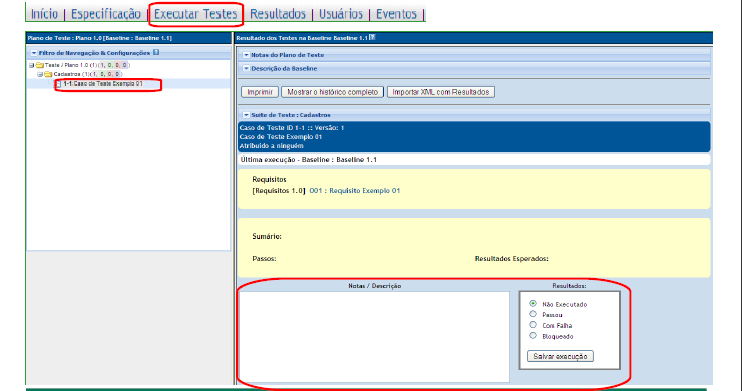 Início | Especificação | Executar Testes | Resultados | Usuários | Eventos |
Plano de Teste : Plano 1.0 [Baseline : Baseline 1.1]
Filtro de Navegação & Configurações
Teste / Plano 1.0 (1) (1, 0, 0, 0)
Cadastros (1) (1, 0, 0, 0)
1-1:Caso de Teste Exemplo 01
Resultado dos Testes na Baseline Baseline 1.1
Notas do Plano de Teste
Descrição da Baseline
Imprimir Mostrar o histórico completo Importar XML com Resultados
Suíte de Teste : Cadastros
Caso de Teste ID 1-1 :: Versão: 1
Caso de Teste Exemplo 01
Atribuido a ninguém
Última execução - Baseline : Baseline 1.1
Requisitos
[Requisitos 1.0] 001 : Requisito Exemplo 01
Sumário:
Passos: Resultados Esperados:
Notas / Descrição
Resultados:
Não Executado
Passou
Com Falha
Bloqueado
Salvar execução